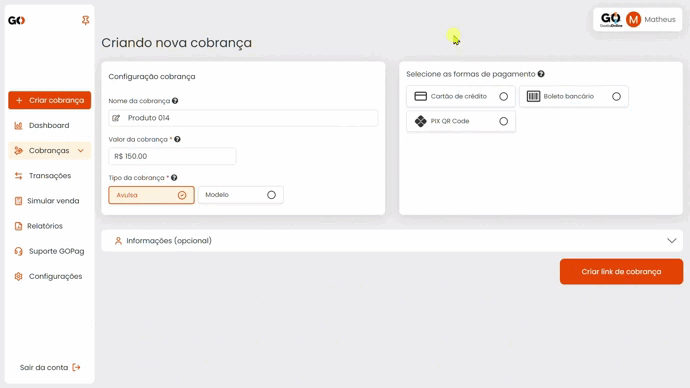 GO
GO
GestãoOnline
M
Matheus
Criando nova cobrança
Criar cobrança
Dashboard
Cobranças
Transações
Simular venda
Relatórios
Suporte GOPag
Configurações
Sair da conta
Configuração cobrança
Nome da cobrança
Produto 014
Valor da cobrança *
R$ 150.00
Tipo da cobrança *
Avulsa
Modelo
Selecione as formas de pagamento
Cartão de crédito
Boleto bancário
PIX QR Code
Informações (opcional)
Criar link de cobrança